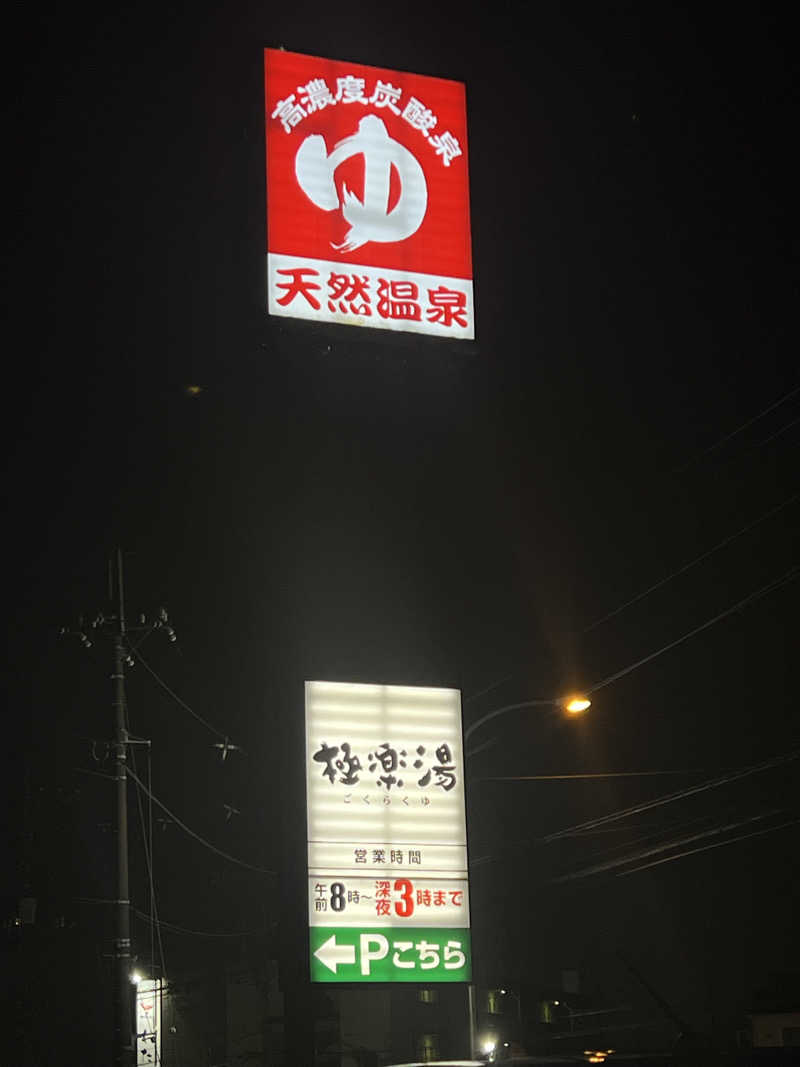 高濃度炭酸泉
ゆ
天然温泉
極楽湯
ごくらくゆ
営業時間
午前8時～深夜3時まで
←Pこちら